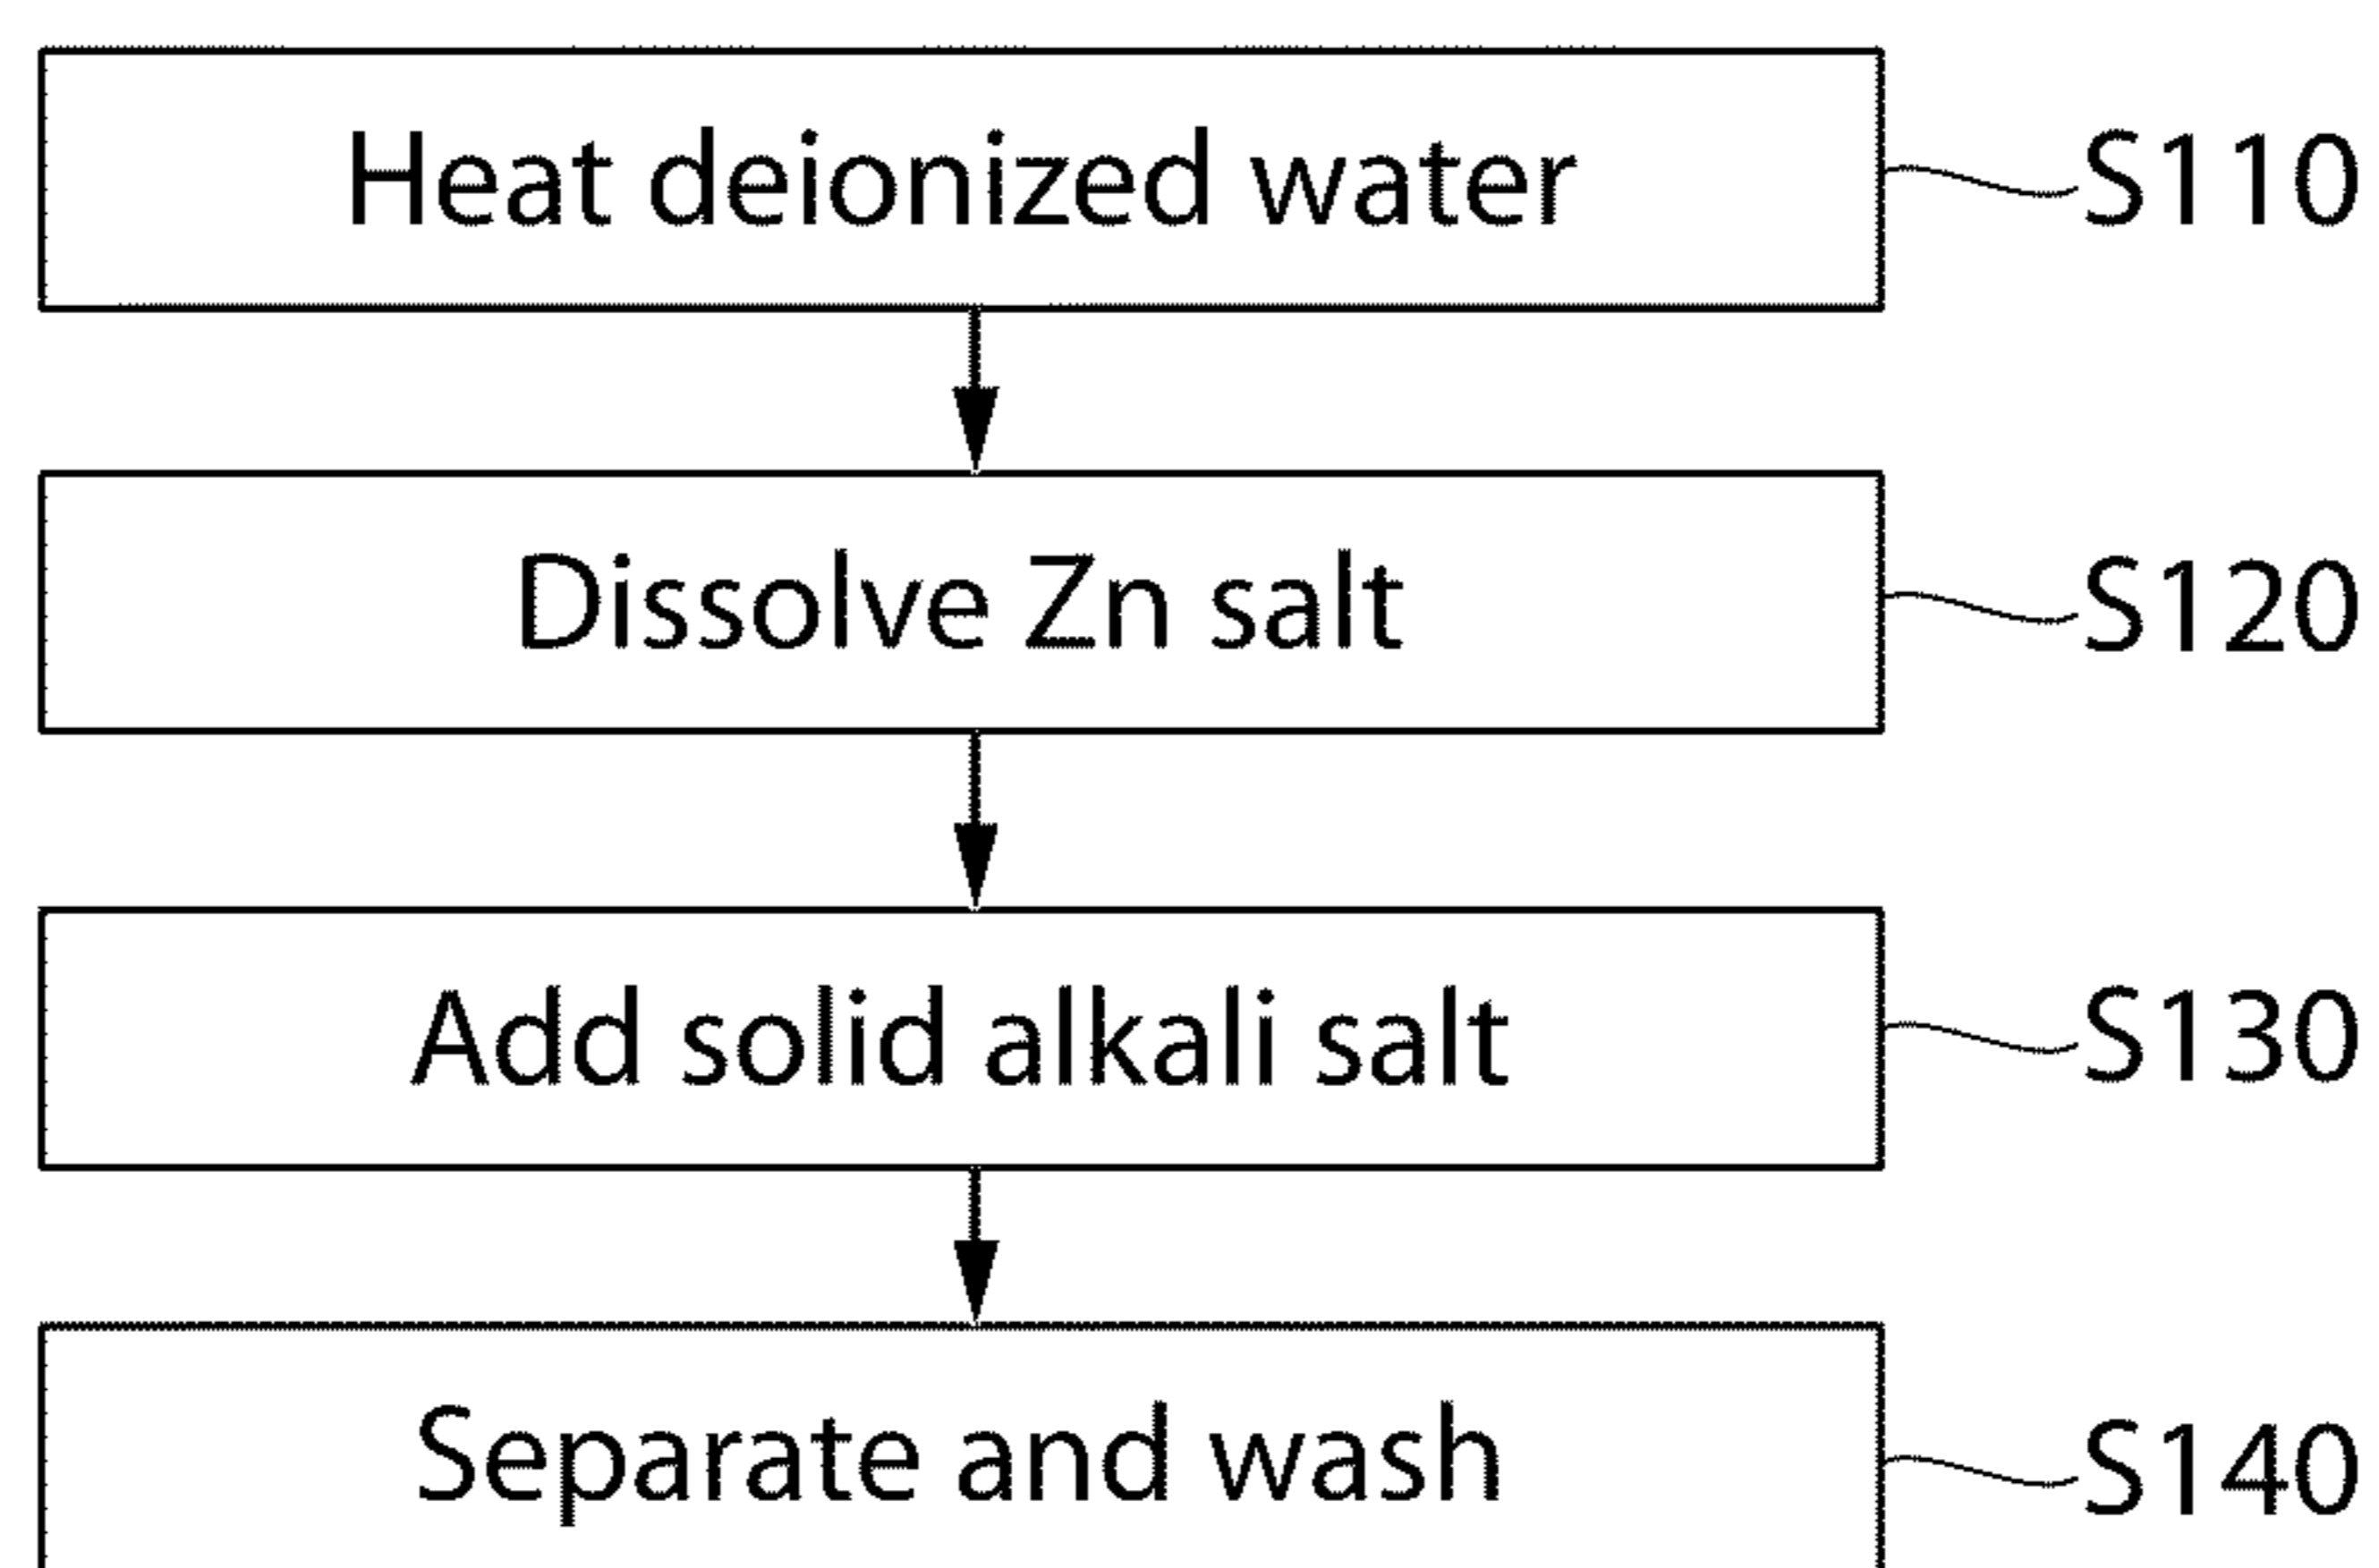 Heat deionized water S110
Dissolve Zn salt S120
Add solid alkali salt S130
Separate and wash S140